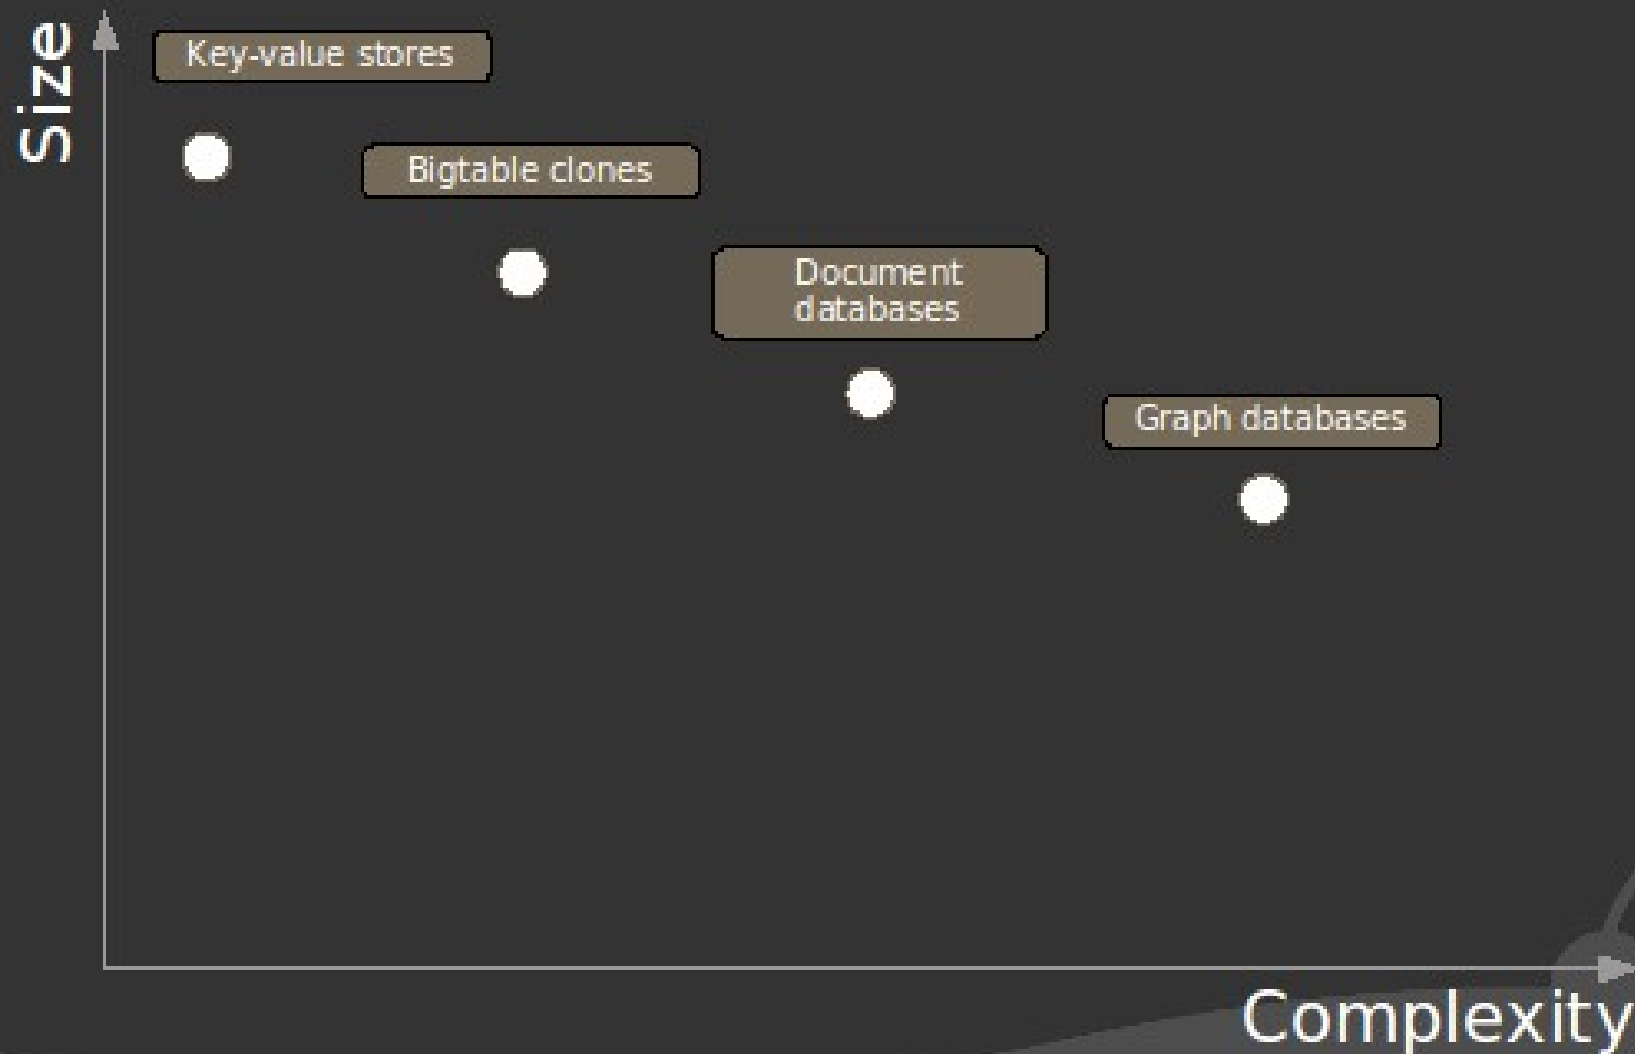 Size
Key-value stores
Bigtable clones
Document
databases
Graph databases
Complexity